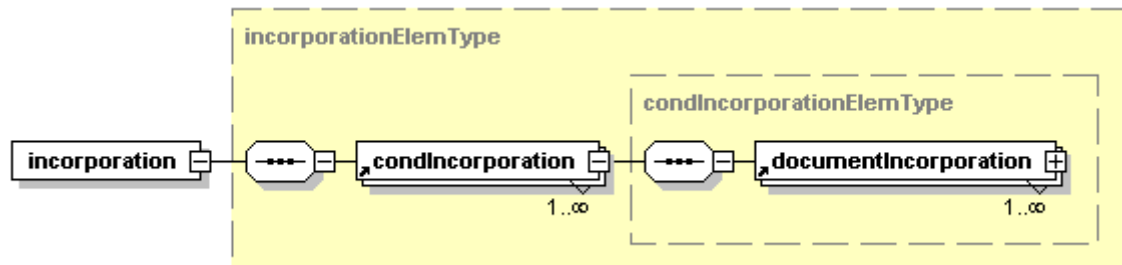 incorporationElemType
condIncorporationElemType
incorporation
condIncorporation
documentIncorporation
1..∞
1..∞